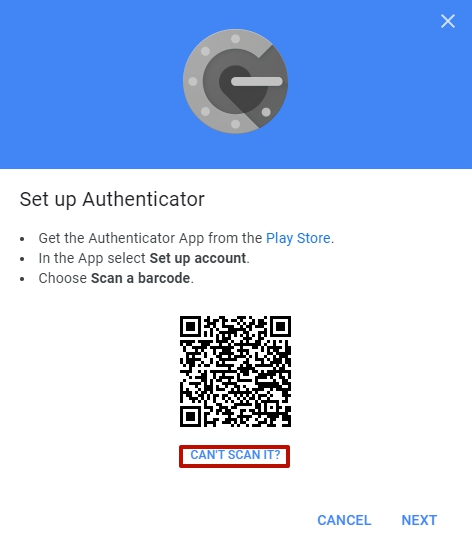 Set up Authenticator
• Get the Authenticator App from the Play Store.
• In the App select Set up account.
• Choose Scan a barcode.
CAN'T SCAN IT?
CANCEL NEXT